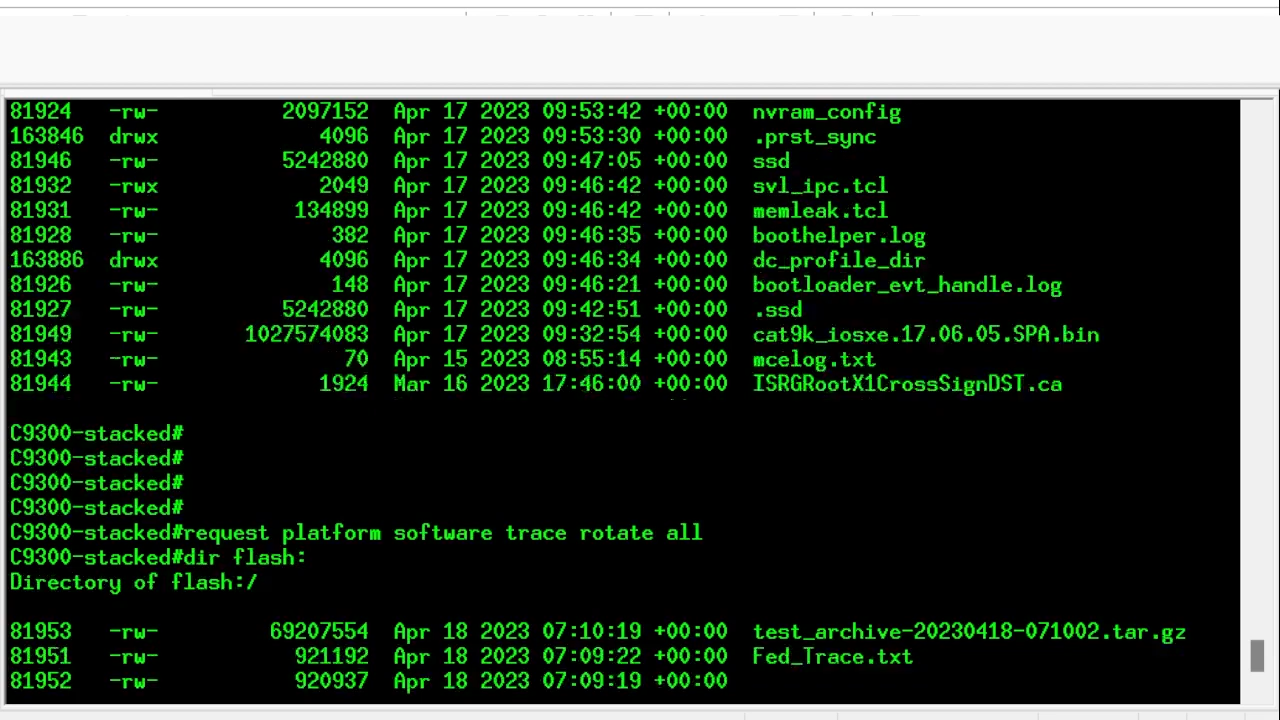 81924 -rw- 2097152 Apr 17 2023 09:53:42 +00:00 nvram_config
163846 drwx 4096 Apr 17 2023 09:53:30 +00:00 .prst_sync
81946 -rw- 5242880 Apr 17 2023 09:47:05 +00:00 ssd
81932 -rwx 2049 Apr 17 2023 09:46:42 +00:00 svl_ipc.tcl
81931 -rw- 134899 Apr 17 2023 09:46:42 +00:00 memleak.tcl
81928 -rw- 382 Apr 17 2023 09:46:35 +00:00 boothelper.log
163886 drwx 4096 Apr 17 2023 09:46:34 +00:00 dc_profile_dir
81926 -rw- 148 Apr 17 2023 09:46:21 +00:00 bootloader_evt_handle.log
81927 -rw- 5242880 Apr 17 2023 09:42:51 +00:00 .ssd
81949 -rw- 1027574083 Apr 17 2023 09:32:54 +00:00 cat9k_iosxe.17.06.05.SPA.bin
81943 -rw- 70 Apr 15 2023 08:55:14 +00:00 mcelog.txt
81944 -rw- 1924 Mar 16 2023 17:46:00 +00:00 ISRGRootX1CrossSignDST.ca
C9300-stacked#
C9300-stacked#
C9300-stacked#
C9300-stacked#
C9300-stacked#request platform software trace rotate all
C9300-stacked#dir flash:
Directory of flash:/
81953 -rw- 69207554 Apr 18 2023 07:10:19 +00:00 test_archive-20230418-071002.tar.gz
81951 -rw- 921192 Apr 18 2023 07:09:22 +00:00 Fed_Trace.txt
81952 -rw- 920937 Apr 18 2023 07:09:19 +00:00